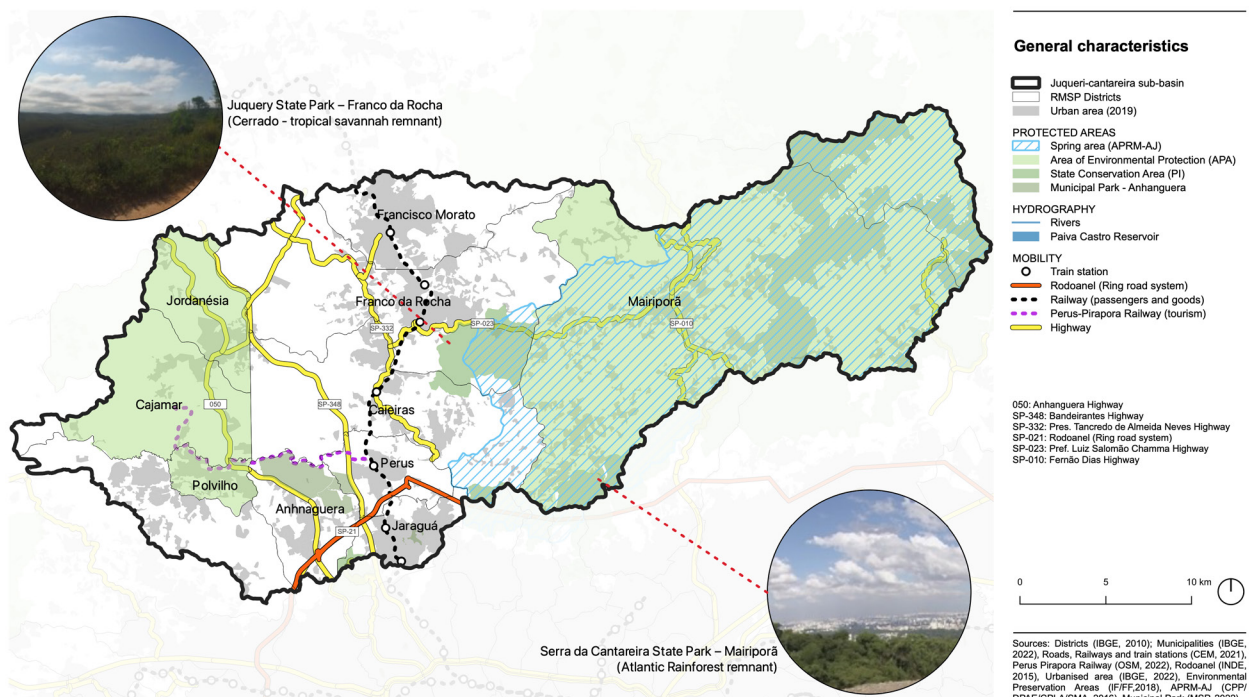 Juquery State Park – Franco da Rocha
(Cerrado - tropical savannah remnant)
Francisco Morato
Jordanésia
Franco da Rocha
Mairiporã
SP-332
SP-023
SP-010
Cajamar
050
SP-348
Caieiras
Perus
Polvilho
Anhnaguera
Jaraguá
SP-21
Serra da Cantareira State Park – Mairiporã
(Atlantic Rainforest remnant)
General characteristics
Juqueri-cantareira sub-basin
RMSP Districts
Urban area (2019)
PROTECTED AREAS
Spring area (APRM-AJ)
Area of Environmental Protection (APA)
State Conservation Area (PI)
Municipal Park - Anhanguera
HYDROGRAPHY
Rivers
Paiva Castro Reservoir
MOBILITY
Train station
Rodoanel (Ring road system)
Railway (passengers and goods)
Perus-Pirapora Railway (tourism)
Highway
050: Anhanguera Highway
SP-348: Bandeirantes Highway
SP-332: Pres. Tancredo de Almeida Neves Highway
SP-021: Rodoanel (Ring road system)
SP-023: Pref. Luiz Salomão Chamma Highway
SP-010: Fernão Dias Highway
0 5 10 km
Sources: Districts (IBGE, 2010); Municipalities (IBGE,
2022), Roads, Railways and train stations (CEM, 2021),
Perus Pirapora Railway (OSM, 2022), Rodoanel (INDE,
2015), Urbanised area (IBGE, 2022), Environmental
Preservation Areas (IF/FF,2018), APRM-AJ (CPP/